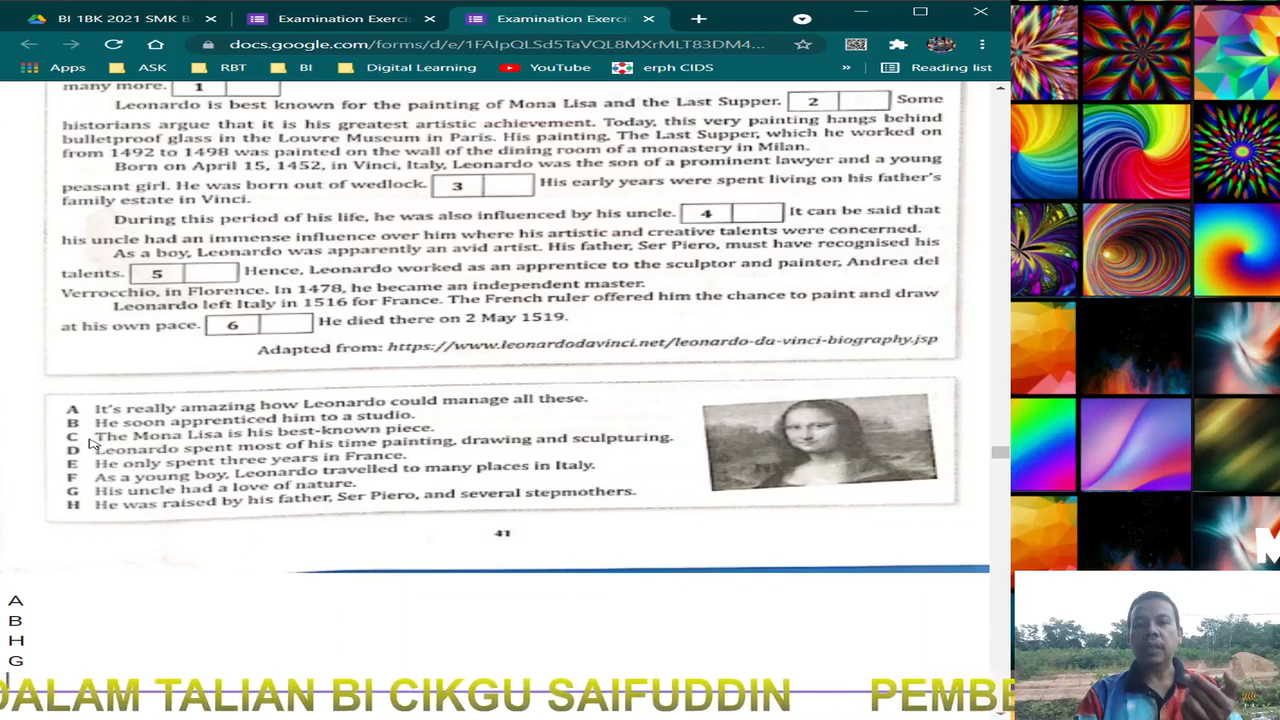 BI 1BK 2021 SMK B
Examination Exerci
Examination Exerci
docs.google.com/forms/d/e/1FAIpQLSd5TaVQL8MXrMLT83DM4...
Apps
ASK
RBT
BI
Digital Learning
YouTube
erph CIDS
»
Reading list
many more. 1
Leonardo is best known for the painting of Mona Lisa and the Last Supper. 2 Some
historians argue that it is his greatest artistic achievement. Today, this very painting hangs behind
bulletproof glass in the Louvre Museum in Paris. His painting, The Last Supper, which he worked on
from 1492 to 1498 was painted on the wall of the dining room of a monastery in Milan.
Born on April 15, 1452, in Vinci, Italy, Leonardo was the son of a prominent lawyer and a young
peasant girl. He was born out of wedlock. 3 His early years were spent living on his father's
family estate in Vinci.
During this period of his life, he was also influenced by his uncle. 4 It can be said that
his uncle had an immense influence over him where his artistic and creative talents were concerned.
As a boy, Leonardo was apparently an avid artist. His father, Ser Piero, must have recognised his
talents. 5 Hence, Leonardo worked as an apprentice to the sculptor and painter, Andrea del
Verrocchio, in Florence. In 1478, he became an independent master.
Leonardo left Italy in 1516 for France. The French ruler offered him the chance to paint and draw
at his own pace. 6 He died there on 2 May 1519.
Adapted from: https://www.leonardodavinci.net/leonardo-da-vinci-biography.jsp
A It's really amazing how Leonardo could manage all these.
B He soon apprenticed him to a studio.
C The Mona Lisa is his best-known piece.
D Leonardo spent most of his time painting, drawing and sculpturing.
E He only spent three years in France.
F As a young boy, Leonardo travelled to many places in Italy.
G His uncle had a love of nature.
H He was raised by his father, Ser Piero, and several stepmothers.
41
A
B
H
G
DALAM TALIAN BI CIKGU SAIFUDDIN PEMBE
M